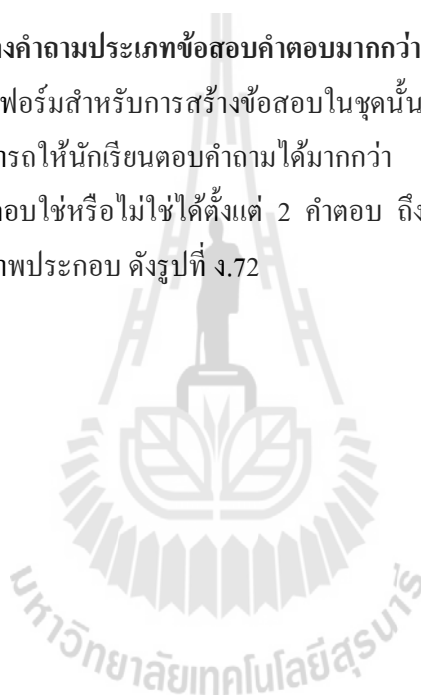 งคำถามประเภทข้อสอบคำตอบมากกว่า
ฟอร์มสำหรับการสร้างข้อสอบในชุดนั้น
ารถให้นักเรียนตอบคำถามได้มากกว่า
อบใช่หรือไม่ใช่ได้ตั้งแต่ 2 คำตอบ ถึง
าพประกอบ ดังรูปที่ ง.72
มหาวิทยาลัยเทคโนโลยีสุรนารี